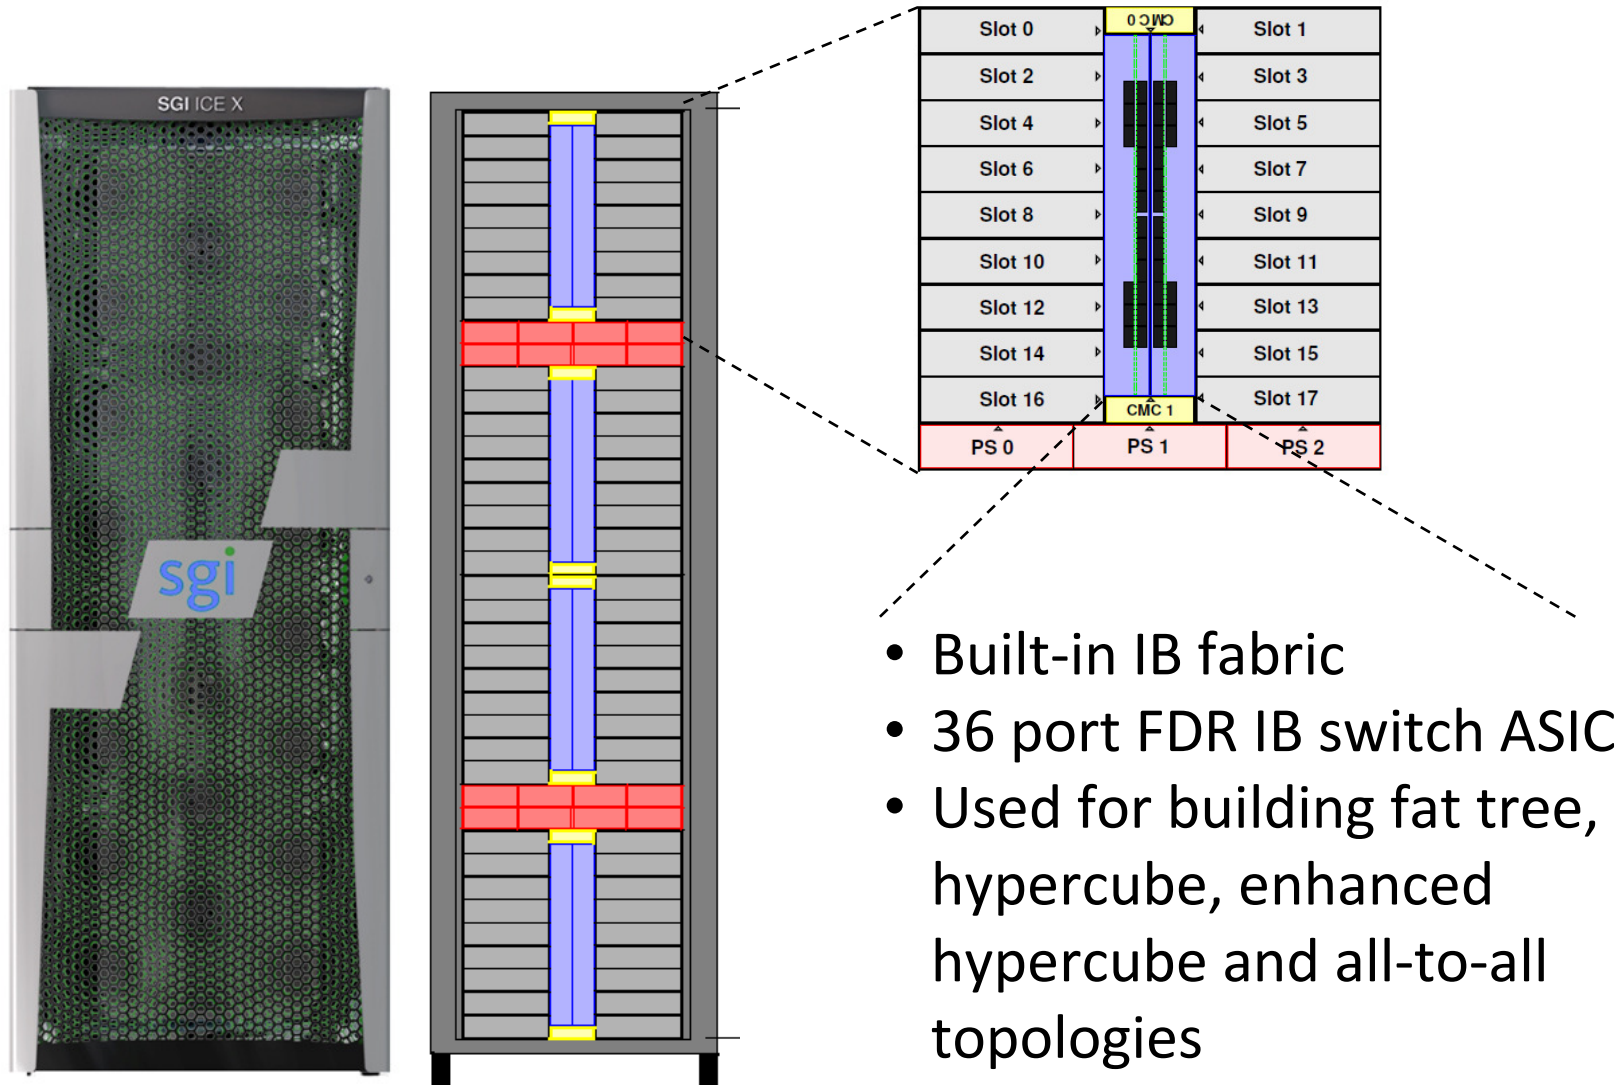 SGI ICE X
sgi
CMC 0
Slot 0
Slot 1
Slot 2
Slot 3
Slot 4
Slot 5
Slot 6
Slot 7
Slot 8
Slot 9
Slot 10
Slot 11
Slot 12
Slot 13
Slot 14
Slot 15
Slot 16
Slot 17
CMC 1
PS 0
PS 1
PS 2
• Built-in IB fabric
• 36 port FDR IB switch ASIC
• Used for building fat tree,
hypercube, enhanced
hypercube and all-to-all
topologies